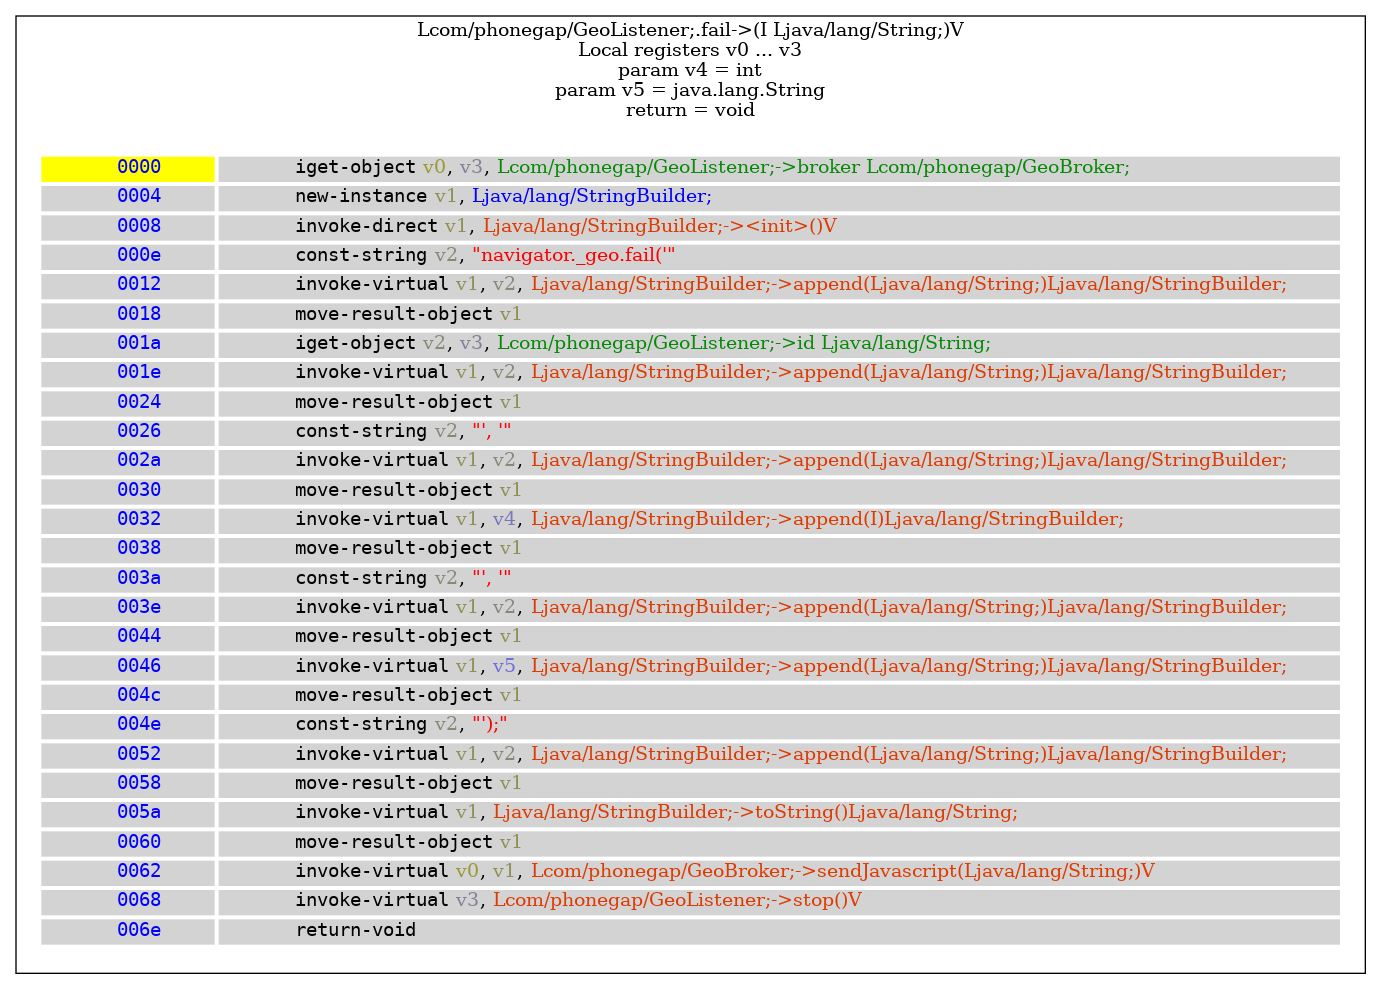 Lcom/phonegap/GeoListener;.fail->(I Ljava/lang/String;)V
Local registers v0 ... v3
param v4 = int
param v5 = java.lang.String
return = void
0000 iget-object v0, v3, Lcom/phonegap/GeoListener;->broker Lcom/phonegap/GeoBroker;
0004 new-instance v1, Ljava/lang/StringBuilder;
0008 invoke-direct v1, Ljava/lang/StringBuilder;-><init>()V
000e const-string v2, "navigator._geo.fail('"
0012 invoke-virtual v1, v2, Ljava/lang/StringBuilder;->append(Ljava/lang/String;)Ljava/lang/StringBuilder;
0018 move-result-object v1
001a iget-object v2, v3, Lcom/phonegap/GeoListener;->id Ljava/lang/String;
001e invoke-virtual v1, v2, Ljava/lang/StringBuilder;->append(Ljava/lang/String;)Ljava/lang/StringBuilder;
0024 move-result-object v1
0026 const-string v2, "', '"
002a invoke-virtual v1, v2, Ljava/lang/StringBuilder;->append(Ljava/lang/String;)Ljava/lang/StringBuilder;
0030 move-result-object v1
0032 invoke-virtual v1, v4, Ljava/lang/StringBuilder;->append(I)Ljava/lang/StringBuilder;
0038 move-result-object v1
003a const-string v2, "', '"
003e invoke-virtual v1, v2, Ljava/lang/StringBuilder;->append(Ljava/lang/String;)Ljava/lang/StringBuilder;
0044 move-result-object v1
0046 invoke-virtual v1, v5, Ljava/lang/StringBuilder;->append(Ljava/lang/String;)Ljava/lang/StringBuilder;
004c move-result-object v1
004e const-string v2, "');"
0052 invoke-virtual v1, v2, Ljava/lang/StringBuilder;->append(Ljava/lang/String;)Ljava/lang/StringBuilder;
0058 move-result-object v1
005a invoke-virtual v1, Ljava/lang/StringBuilder;->toString()Ljava/lang/String;
0060 move-result-object v1
0062 invoke-virtual v0, v1, Lcom/phonegap/GeoBroker;->sendJavascript(Ljava/lang/String;)V
0068 invoke-virtual v3, Lcom/phonegap/GeoListener;->stop()V
006e return-void